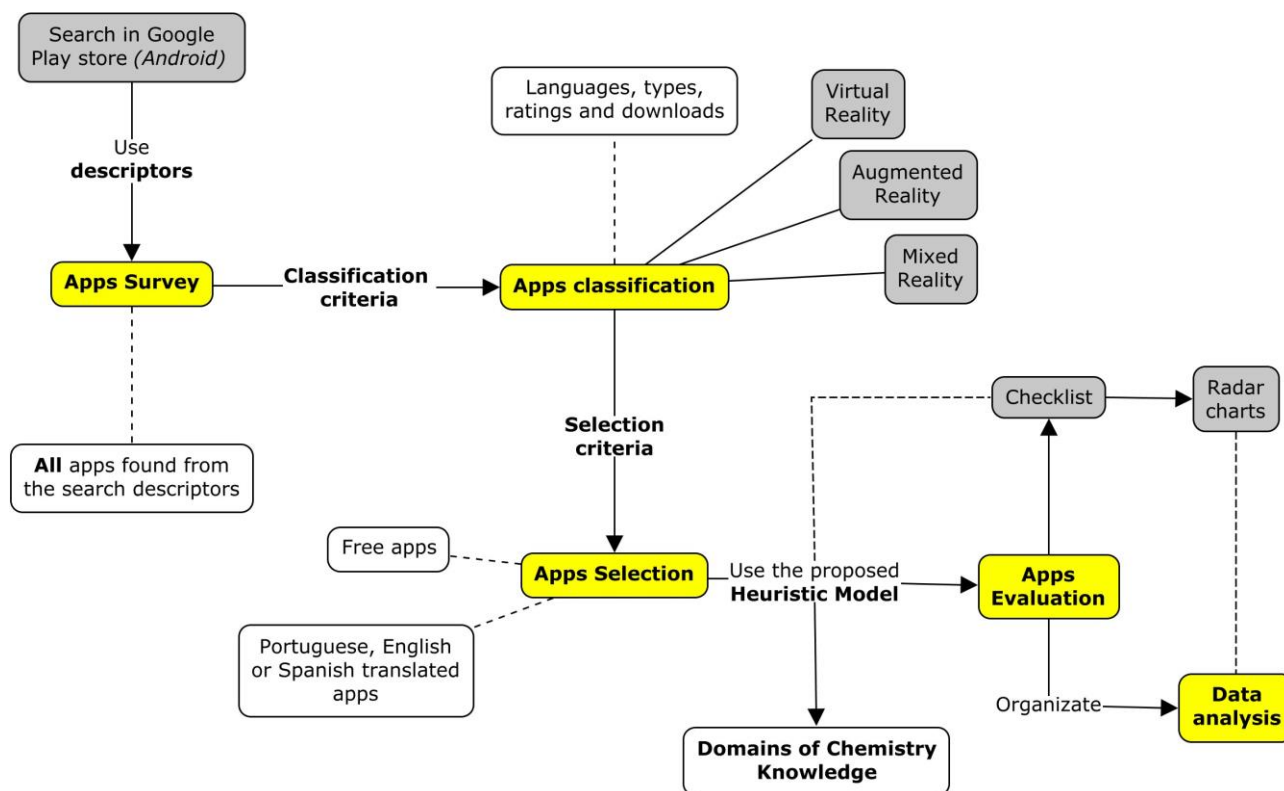 Search in Google
Play store (Android)
Use
descriptors
Apps Survey
All apps found from
the search descriptors
Classification
criteria
Languages, types,
ratings and downloads
Apps classification
Virtual
Reality
Augmented
Reality
Mixed
Reality
Selection
criteria
Free apps
Apps Selection
Portuguese, English
or Spanish translated
apps
Use the proposed
Heuristic Model
Domains of Chemistry
Knowledge
Apps
Evaluation
Checklist
Radar
charts
Organizate
Data
analysis